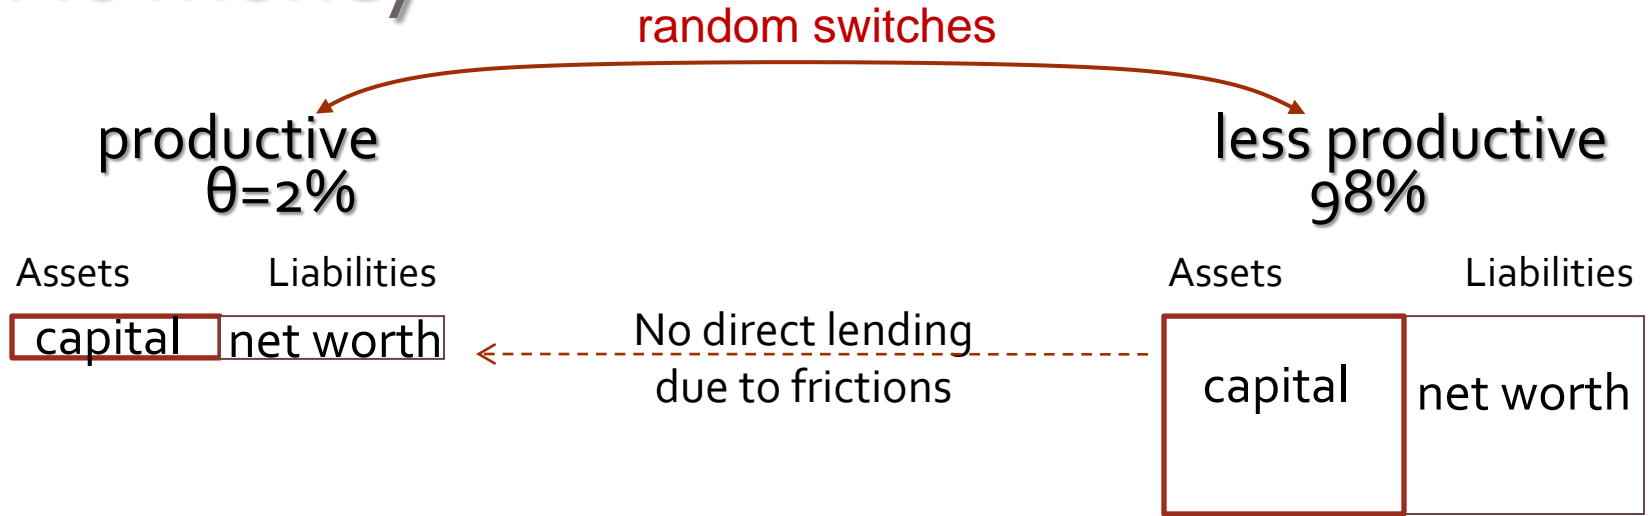 random switches
productive
θ=2%
less productive
98%
Assets Liabilities
capital net worth
No direct lending
due to frictions
Assets Liabilities
capital net worth